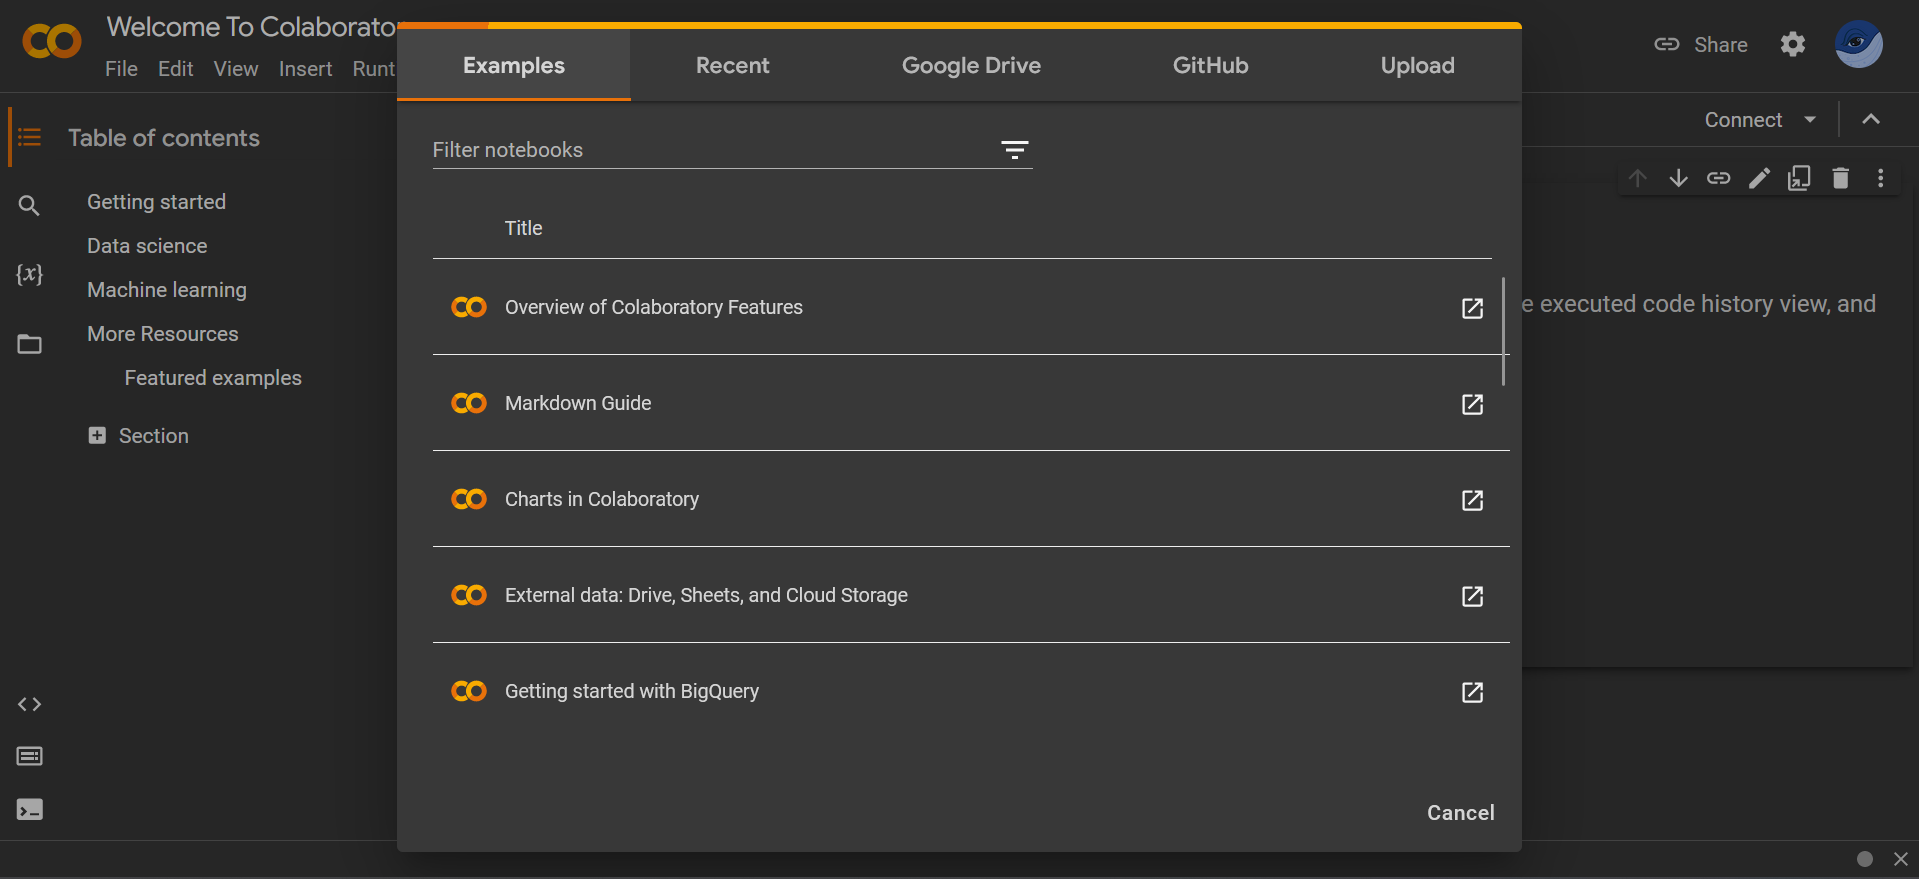 Welcome To Colaborato
File Edit View Insert Runt
Share
Examples Recent Google Drive GitHub Upload
Connect
Table of contents
Getting started
Data science
Machine learning
More Resources
Featured examples
Section
{x}
Filter notebooks
Title
Overview of Colaboratory Features
Markdown Guide
Charts in Colaboratory
External data: Drive, Sheets, and Cloud Storage
Getting started with BigQuery
Cancel
e executed code history view, and